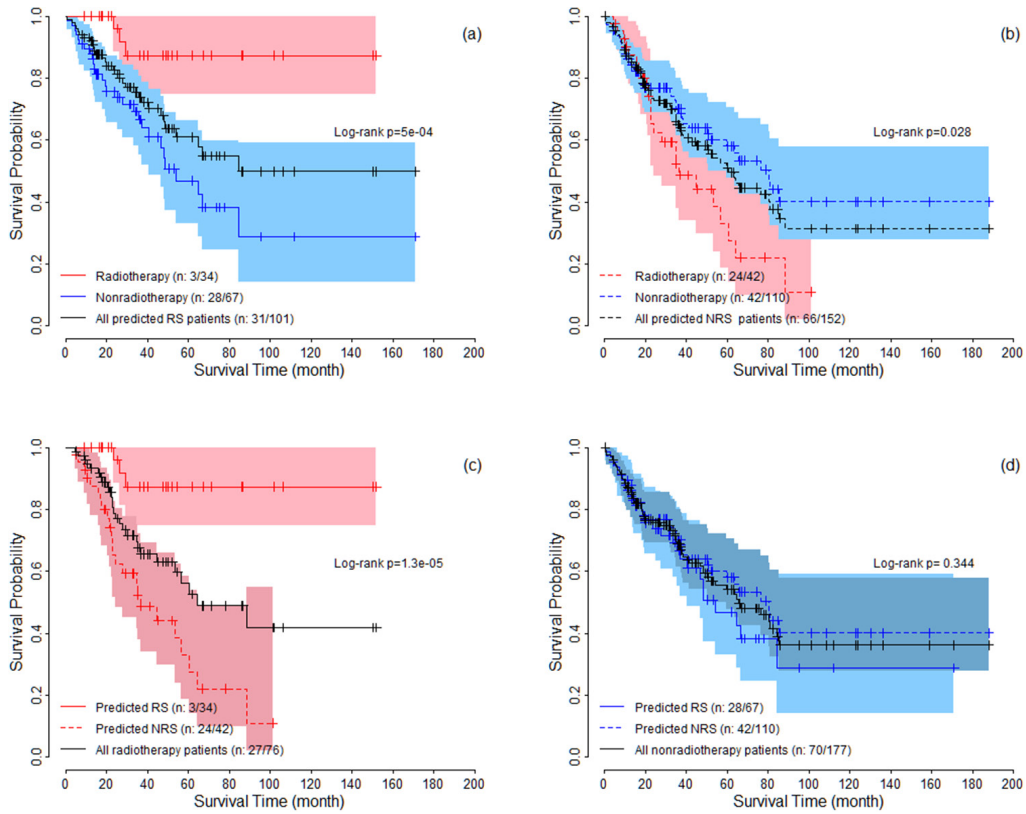 (a)
Survival Probability
1.0
0.8
0.6
0.4
0.2
0.0
Log-rank p=5e-04
Radiotherapy (n: 3/34)
Nonradiotherapy (n: 28/67)
All predicted RS patients (n: 31/101)
0 20 40 60 80 100 120 140 160 180 200
Survival Time (month)
(b)
Survival Probability
1.0
0.8
0.6
0.4
0.2
0.0
Log-rank p=0.028
Radiotherapy (n: 24/42)
Nonradiotherapy (n: 42/110)
All predicted NRS patients (n: 66/152)
0 20 40 60 80 100 120 140 160 180 200
Survival Time (month)
(c)
Survival Probability
1.0
0.8
0.6
0.4
0.2
0.0
Log-rank p=1.3e-05
Predicted RS (n: 3/34)
Predicted NRS (n: 24/42)
All radiotherapy patients (n: 27/76)
0 20 40 60 80 100 120 140 160 180 200
Survival Time (month)
(d)
Survival Probability
1.0
0.8
0.6
0.4
0.2
0.0
Log-rank p= 0.344
Predicted RS (n: 28/67)
Predicted NRS (n: 42/110)
All nonradiotherapy patients (n: 70/177)
0 20 40 60 80 100 120 140 160 180 200
Survival Time (month)